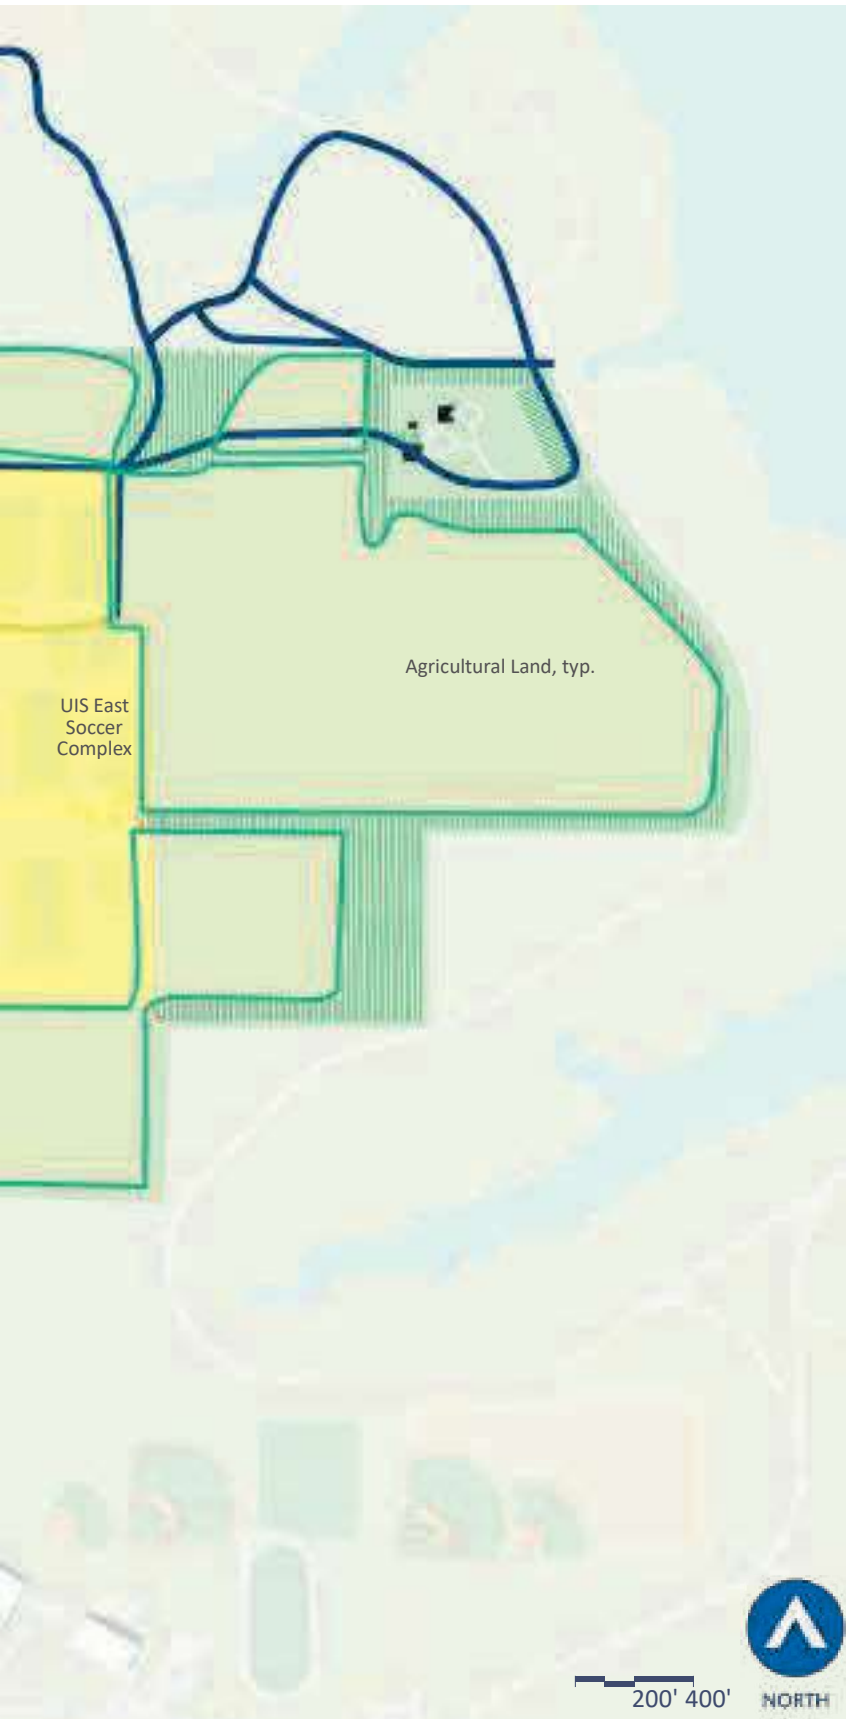 Agricultural Land, typ.
UIS East
Soccer
Complex
200' 400'
NORTH